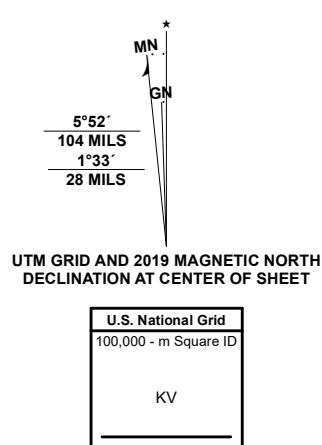 MN
GN
5°52´
104 MILS
1°33´
28 MILS
UTM GRID AND 2019 MAGNETIC NORTH
DECLINATION AT CENTER OF SHEET
U.S. National Grid
100,000 - m Square ID
KV